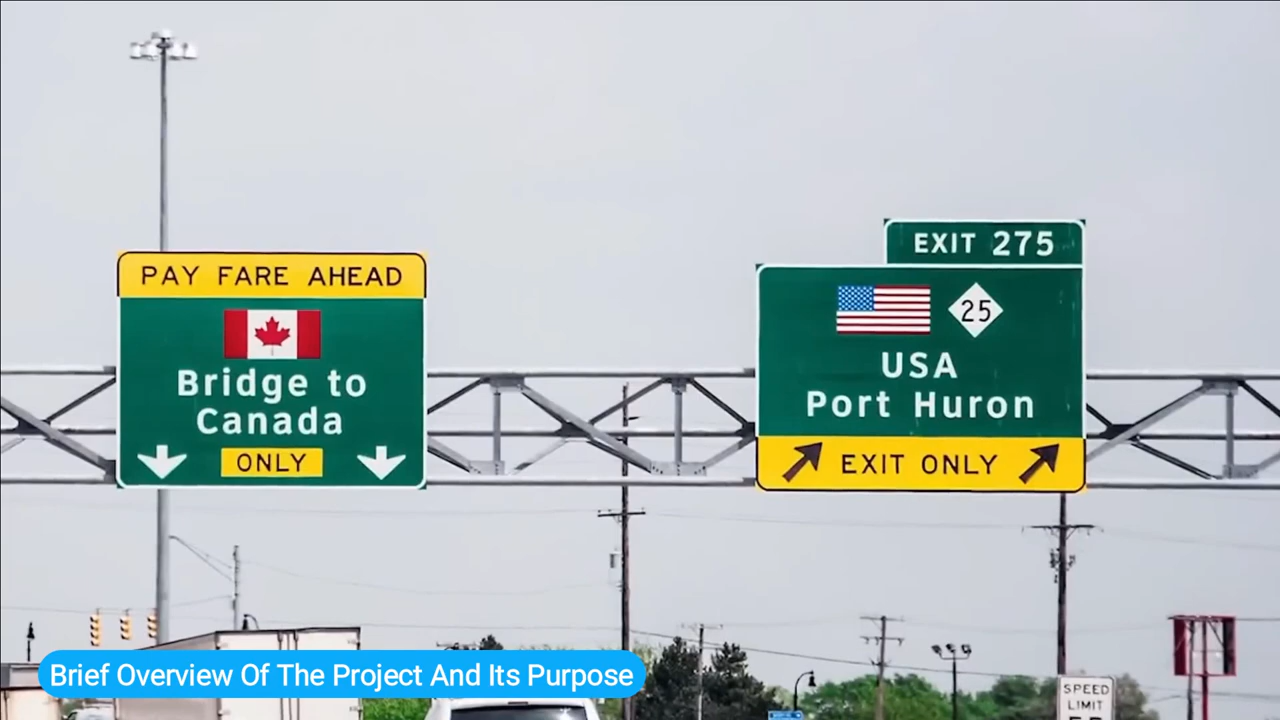 PAY FARE AHEAD
Bridge to
Canada
ONLY
EXIT 275
25
USA
Port Huron
EXIT ONLY
SPEED
LIMIT
Brief Overview Of The Project And Its Purpose